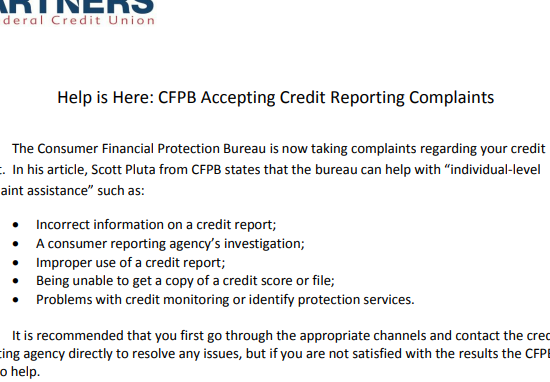 ARTNERS
deral Credit Union
Help is Here: CFPB Accepting Credit Reporting Complaints
The Consumer Financial Protection Bureau is now taking complaints regarding your credit
t. In his article, Scott Pluta from CFPB states that the bureau can help with “individual-level
aint assistance” such as:
• Incorrect information on a credit report;
• A consumer reporting agency’s investigation;
• Improper use of a credit report;
• Being unable to get a copy of a credit score or file;
• Problems with credit monitoring or identify protection services.
It is recommended that you first go through the appropriate channels and contact the cred
ting agency directly to resolve any issues, but if you are not satisfied with the results the CFPB
o help.